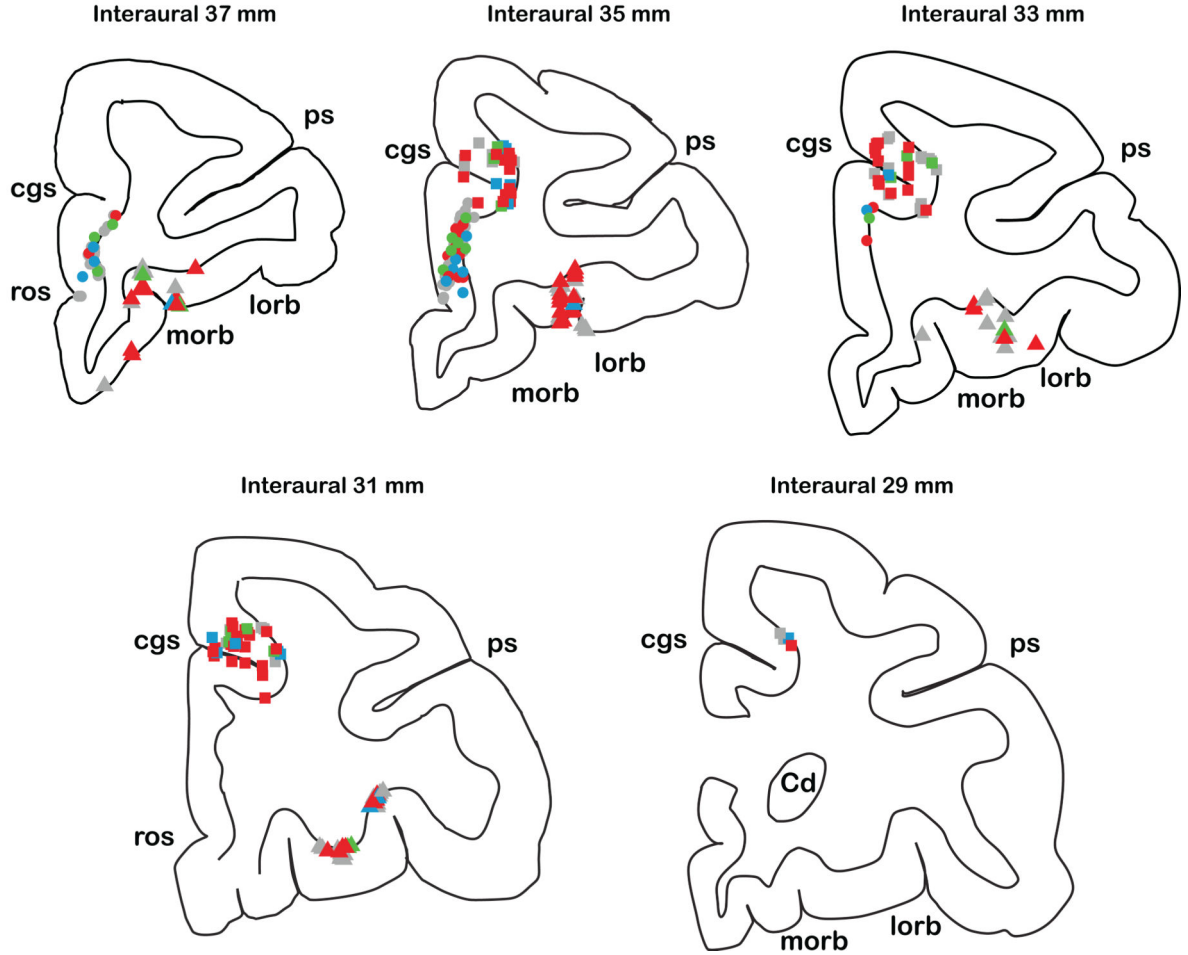 Interaural 37 mm
Interaural 35 mm
Interaural 33 mm
ps
cgs
ros
morb
lorb
cgs
ps
morb
lorb
cgs
ps
morb
lorb
Interaural 31 mm
Interaural 29 mm
cgs
ps
ros
cgs
ps
Cd
morb
lorb